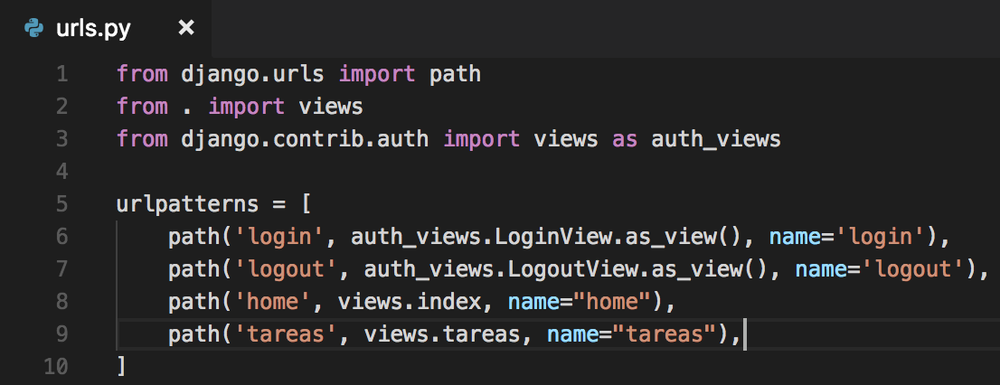 urls.py ×
1 from django.urls import path
2 from . import views
3 from django.contrib.auth import views as auth_views
4
5 urlpatterns = [
6     path('login', auth_views.LoginView.as_view(), name='login'),
7     path('logout', auth_views.LogoutView.as_view(), name='logout'),
8     path('home', views.index, name="home"),
9     path('tareas', views.tareas, name="tareas"),
10 ]